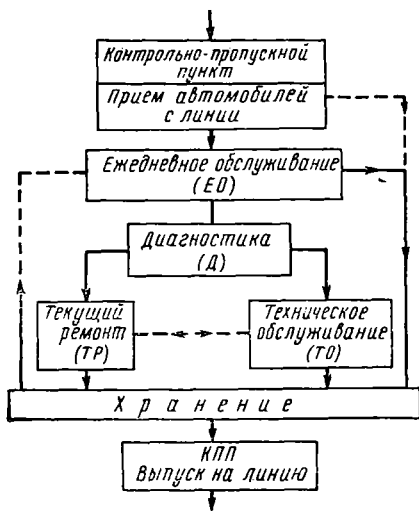 Контрольно-пропускной
пункт
Прием автомобилей
с линии
Ежедневное обслуживание
(ЕО)
Диагностика
(Д)
Текущий
ремонт
(ТР)
Техническое
обслуживание
(ТО)
Хранение
КПП
Выпуск на линию